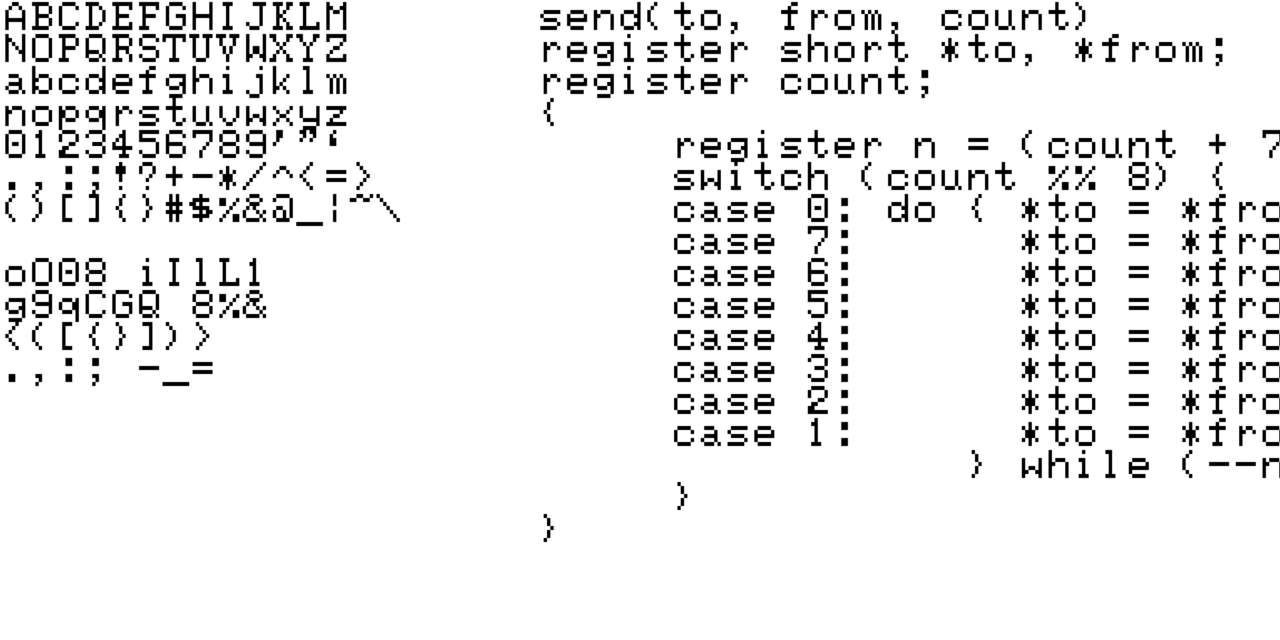 ABCDEFGHIJKLM
NOPQRSTUVWXYZ
abcdefghijklm
nopqrstuvwxyz
0123456789'"`
.,:;!?+-*/^<=>
()[]{}#$%&@_¦~\
oO08 iIlL1
g9qCGQ 8%&
<([{}])>
.,:; -_=
send(to, from, count)
register short *to, *from;
register count;
{
register n = (count + 7
switch (count %% 8) {
case 0: do { *to = *fro
case 7: *to = *fro
case 6: *to = *fro
case 5: *to = *fro
case 4: *to = *fro
case 3: *to = *fro
case 2: *to = *fro
case 1: *to = *fro
} while (--n
}
}